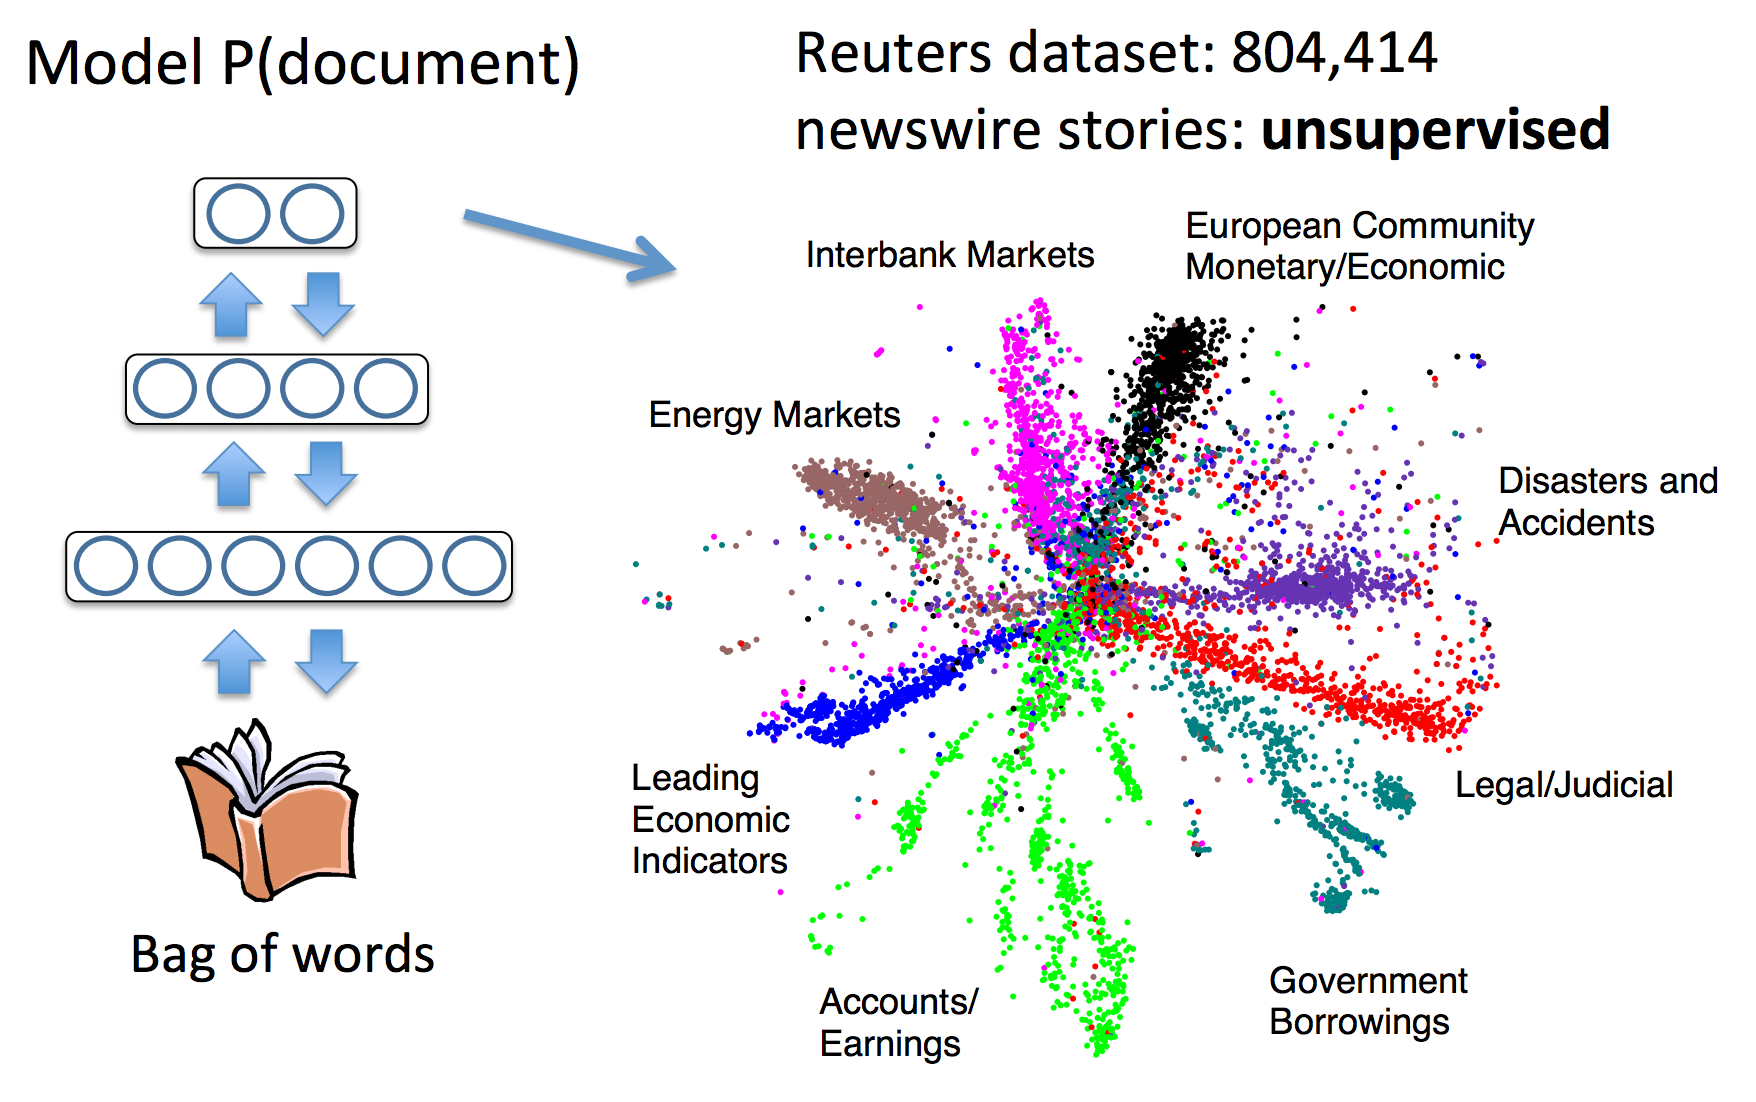 Model P(document)
Reuters dataset: 804,414
newswire stories: unsupervised
Interbank Markets
European Community
Monetary/Economic
Energy Markets
Disasters and
Accidents
Leading
Economic
Indicators
Legal/Judicial
Bag of words
Accounts/
Earnings
Government
Borrowings